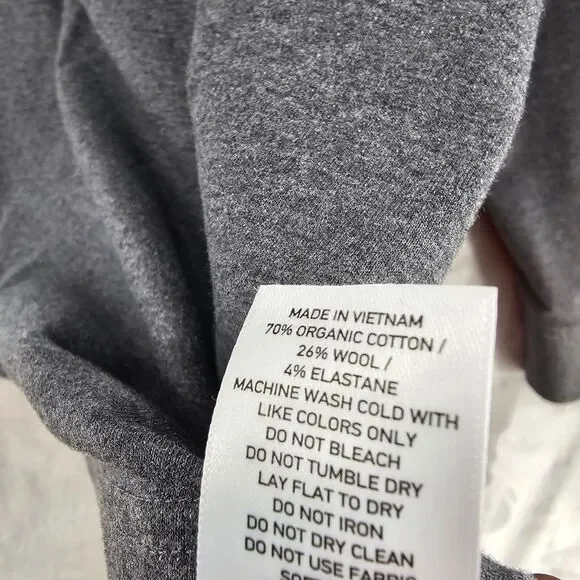 MADE IN VIETNAM
70% ORGANIC COTTON /
26% WOOL /
4% ELASTANE
MACHINE WASH COLD WITH
LIKE COLORS ONLY
DO NOT BLEACH
DO NOT TUMBLE DRY
LAY FLAT TO DRY
DO NOT IRON
DO NOT DRY CLEAN
DO NOT USE FABRIC